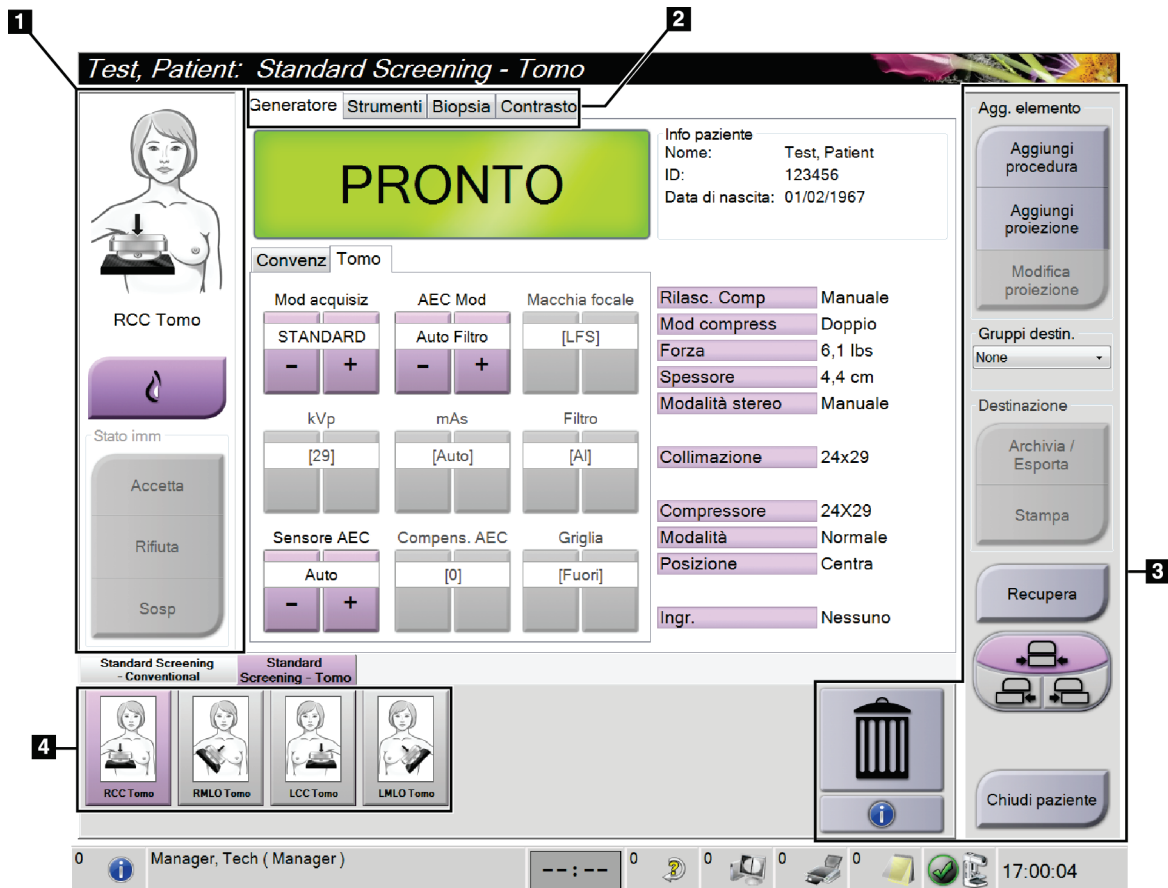 1
2
Test, Patient: Standard Screening - Tomo
Generatore Strumenti Biopsia Contrasto
RCC Tomo
Stato imm
Accetta
Rifiuta
Sosp
PRONTO
Info paziente
Nome: Test, Patient
ID: 123456
Data di nascita: 01/02/1967
Convenz Tomo
Mod acquisiz AEC Mod Macchia focale
STANDARD Auto Filtro [LFS]
- + - +
kVp mAs Filtro
[29] [Auto] [Al]
Sensore AEC Compens. AEC Griglia
Auto [0] [Fuori]
- +
Rilasc. Comp Manuale
Mod compress Doppio
Forza 6,1 lbs
Spessore 4,4 cm
Modalità stereo Manuale
Collimazione 24x29
Compressore 24X29
Modalità Normale
Posizione Centra
Ingr. Nessuno
Agg. elemento
Aggiungi
procedura
Aggiungi
proiezione
Modifica
proiezione
Gruppi destin.
None
Destinazione
Archivia /
Esporta
Stampa
3
Recupera
Chiudi paziente
Standard Screening
- Conventional
Standard
Screening - Tomo
4
RCC Tomo RMLO Tomo LCC Tomo LMLO Tomo
i
0 i Manager, Tech ( Manager ) --:-- 0 ? 0 0 0 17:00:04